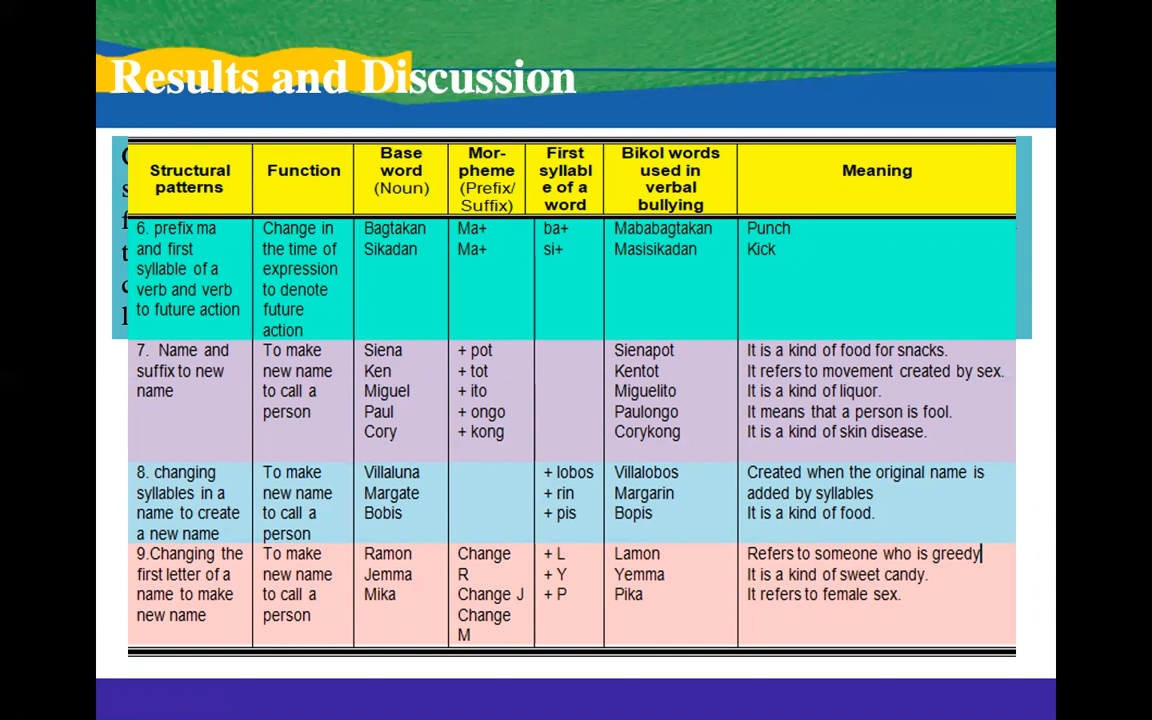 Results and Discussion
Structural patterns | Function | Base word (Noun) | Mor-pheme (Prefix/ Suffix) | First syllabl e of a word | Bikol words used in verbal bullying | Meaning
6. prefix ma and first syllable of a verb and verb to future action | Change in the time of expression to denote future action | Bagtakan Sikadan | Ma+ Ma+ | ba+ si+ | Mababagtakan Masisikadan | Punch Kick
7. Name and suffix to new name | To make new name to call a person | Siena Ken Miguel Paul Cory | + pot + tot + ito + ongo + kong | Sienapot Kentot Miguelito Paulongo Corykong | It is a kind of food for snacks. It refers to movement created by sex. It is a kind of liquor. It means that a person is fool. It is a kind of skin disease.
8. changing syllables in a name to create a new name | To make new name to call a person | Villaluna Margate Bobis | + lobos + rin + pis | Villalobos Margarin Bopis | Created when the original name is added by syllables It is a kind of food.
9.Changing the first letter of a name to make new name | To make new name to call a person | Ramon Jemma Mika | Change R Change J Change M | + L + Y + P | Lamon Yemma Pika | Refers to someone who is greedy It is a kind of sweet candy. It refers to female sex.